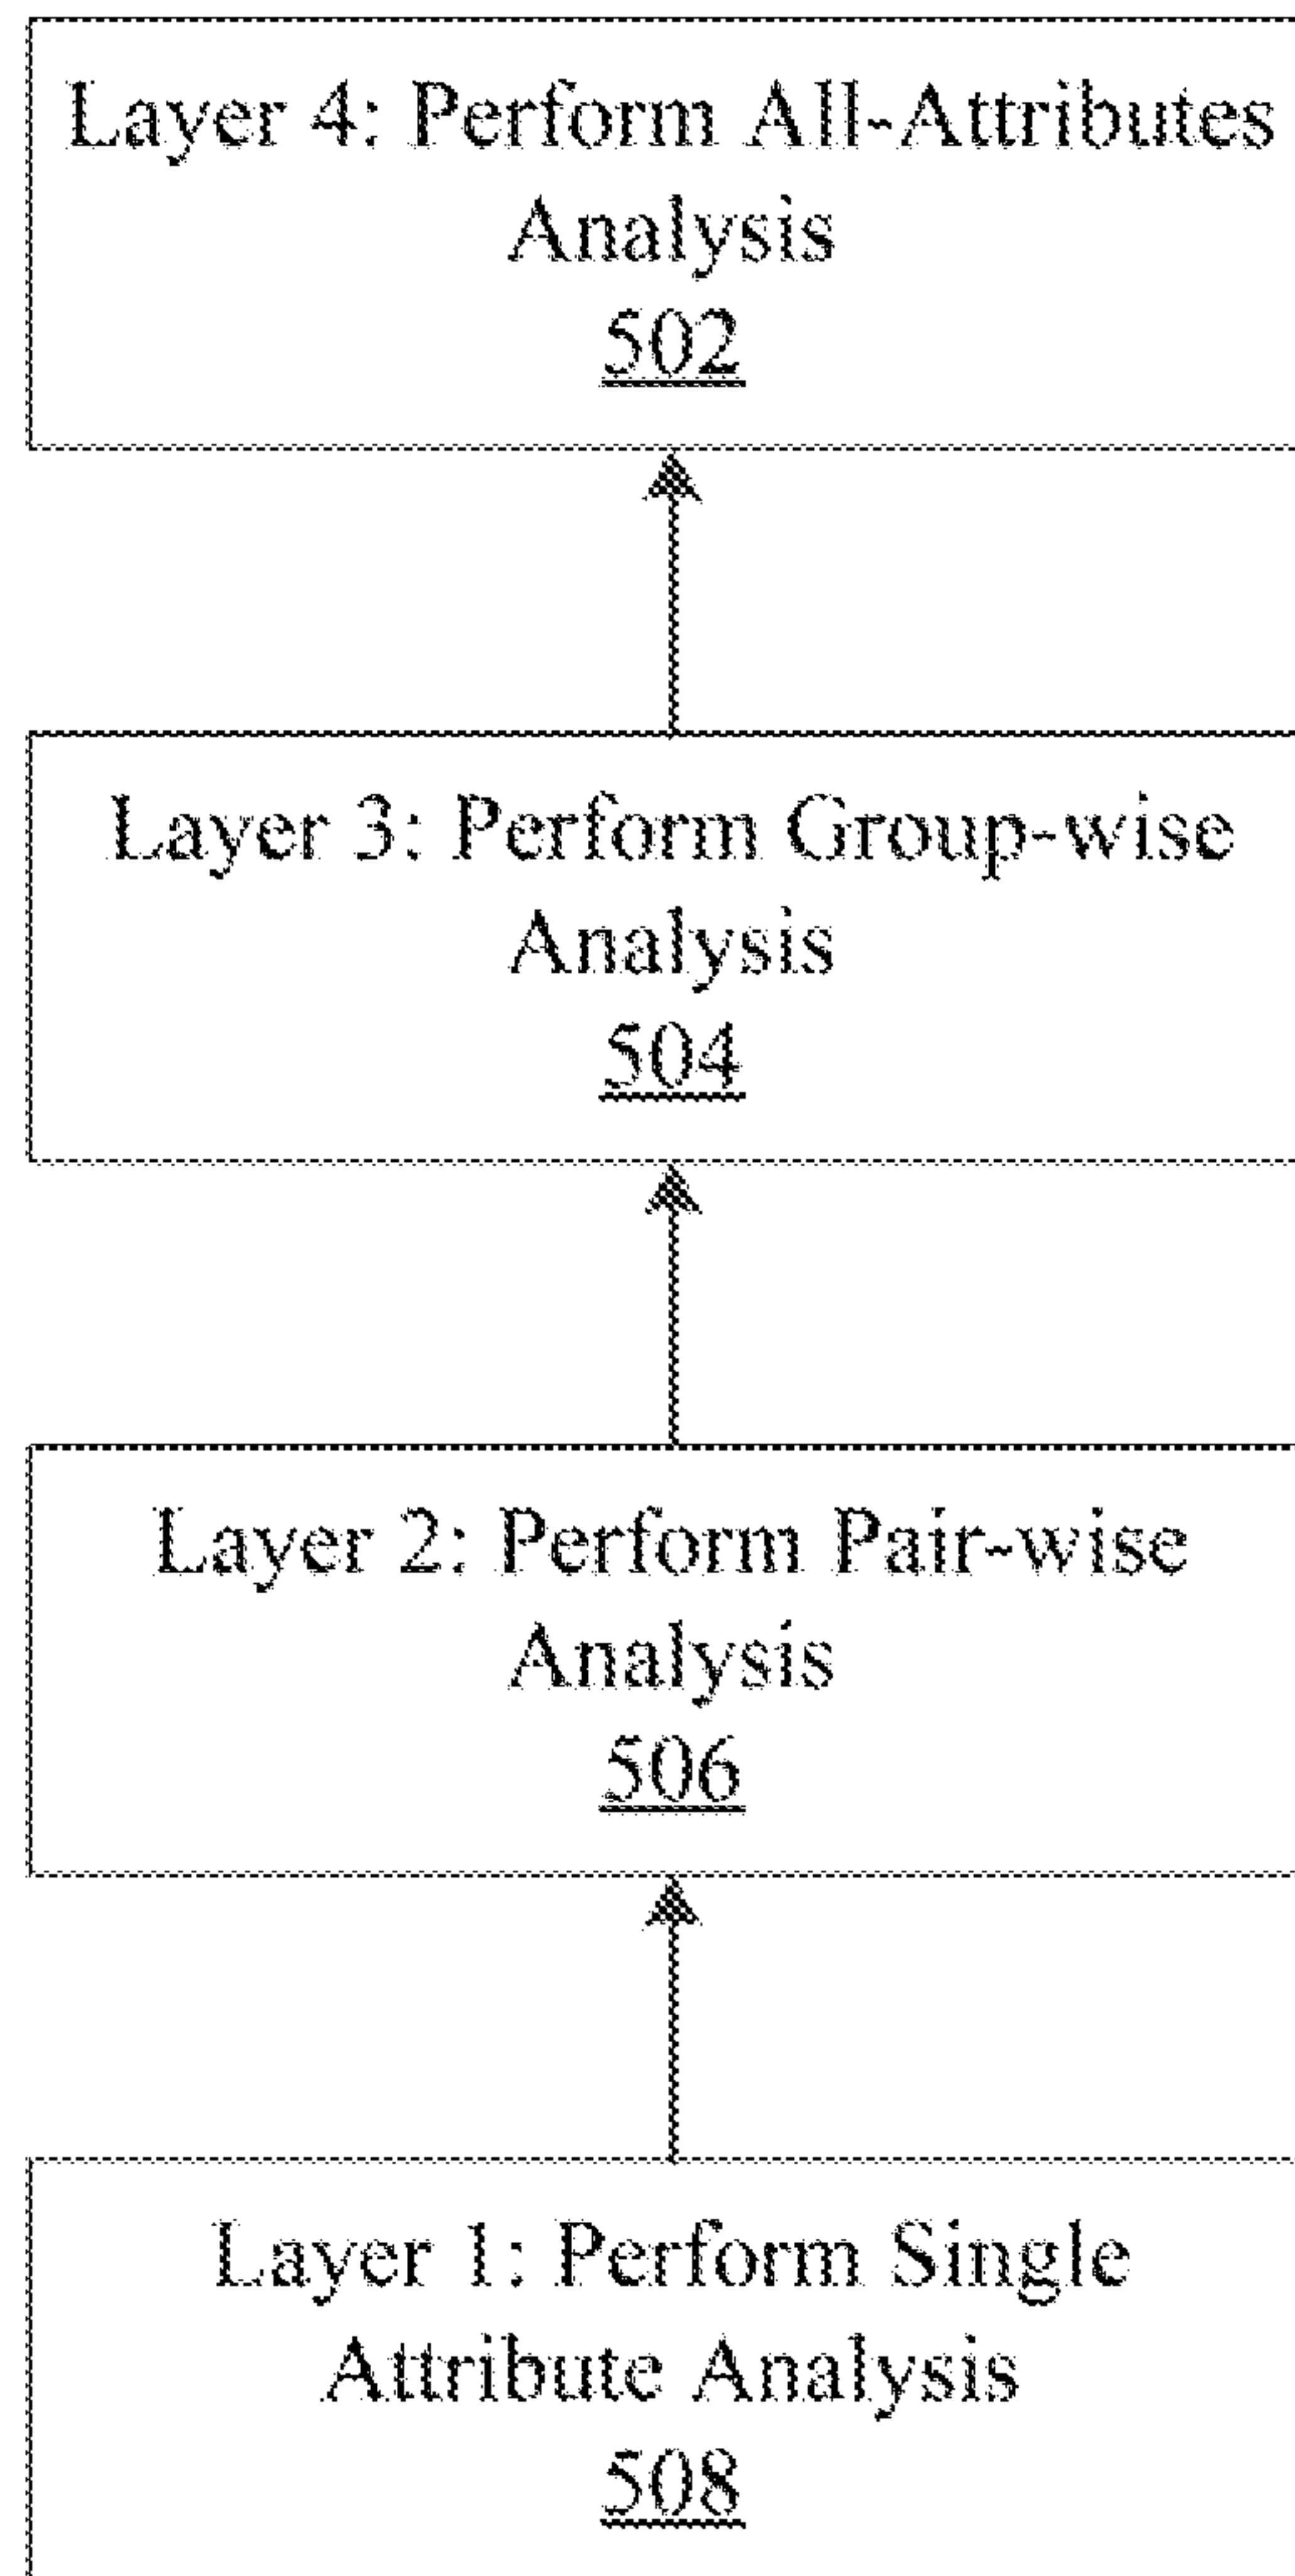 Layer 4: Perform All-Attributes
Analysis
502
Layer 3: Perform Group-wise
Analysis
504
Layer 2: Perform Pair-wise
Analysis
506
Layer 1: Perform Single
Attribute Analysis
508